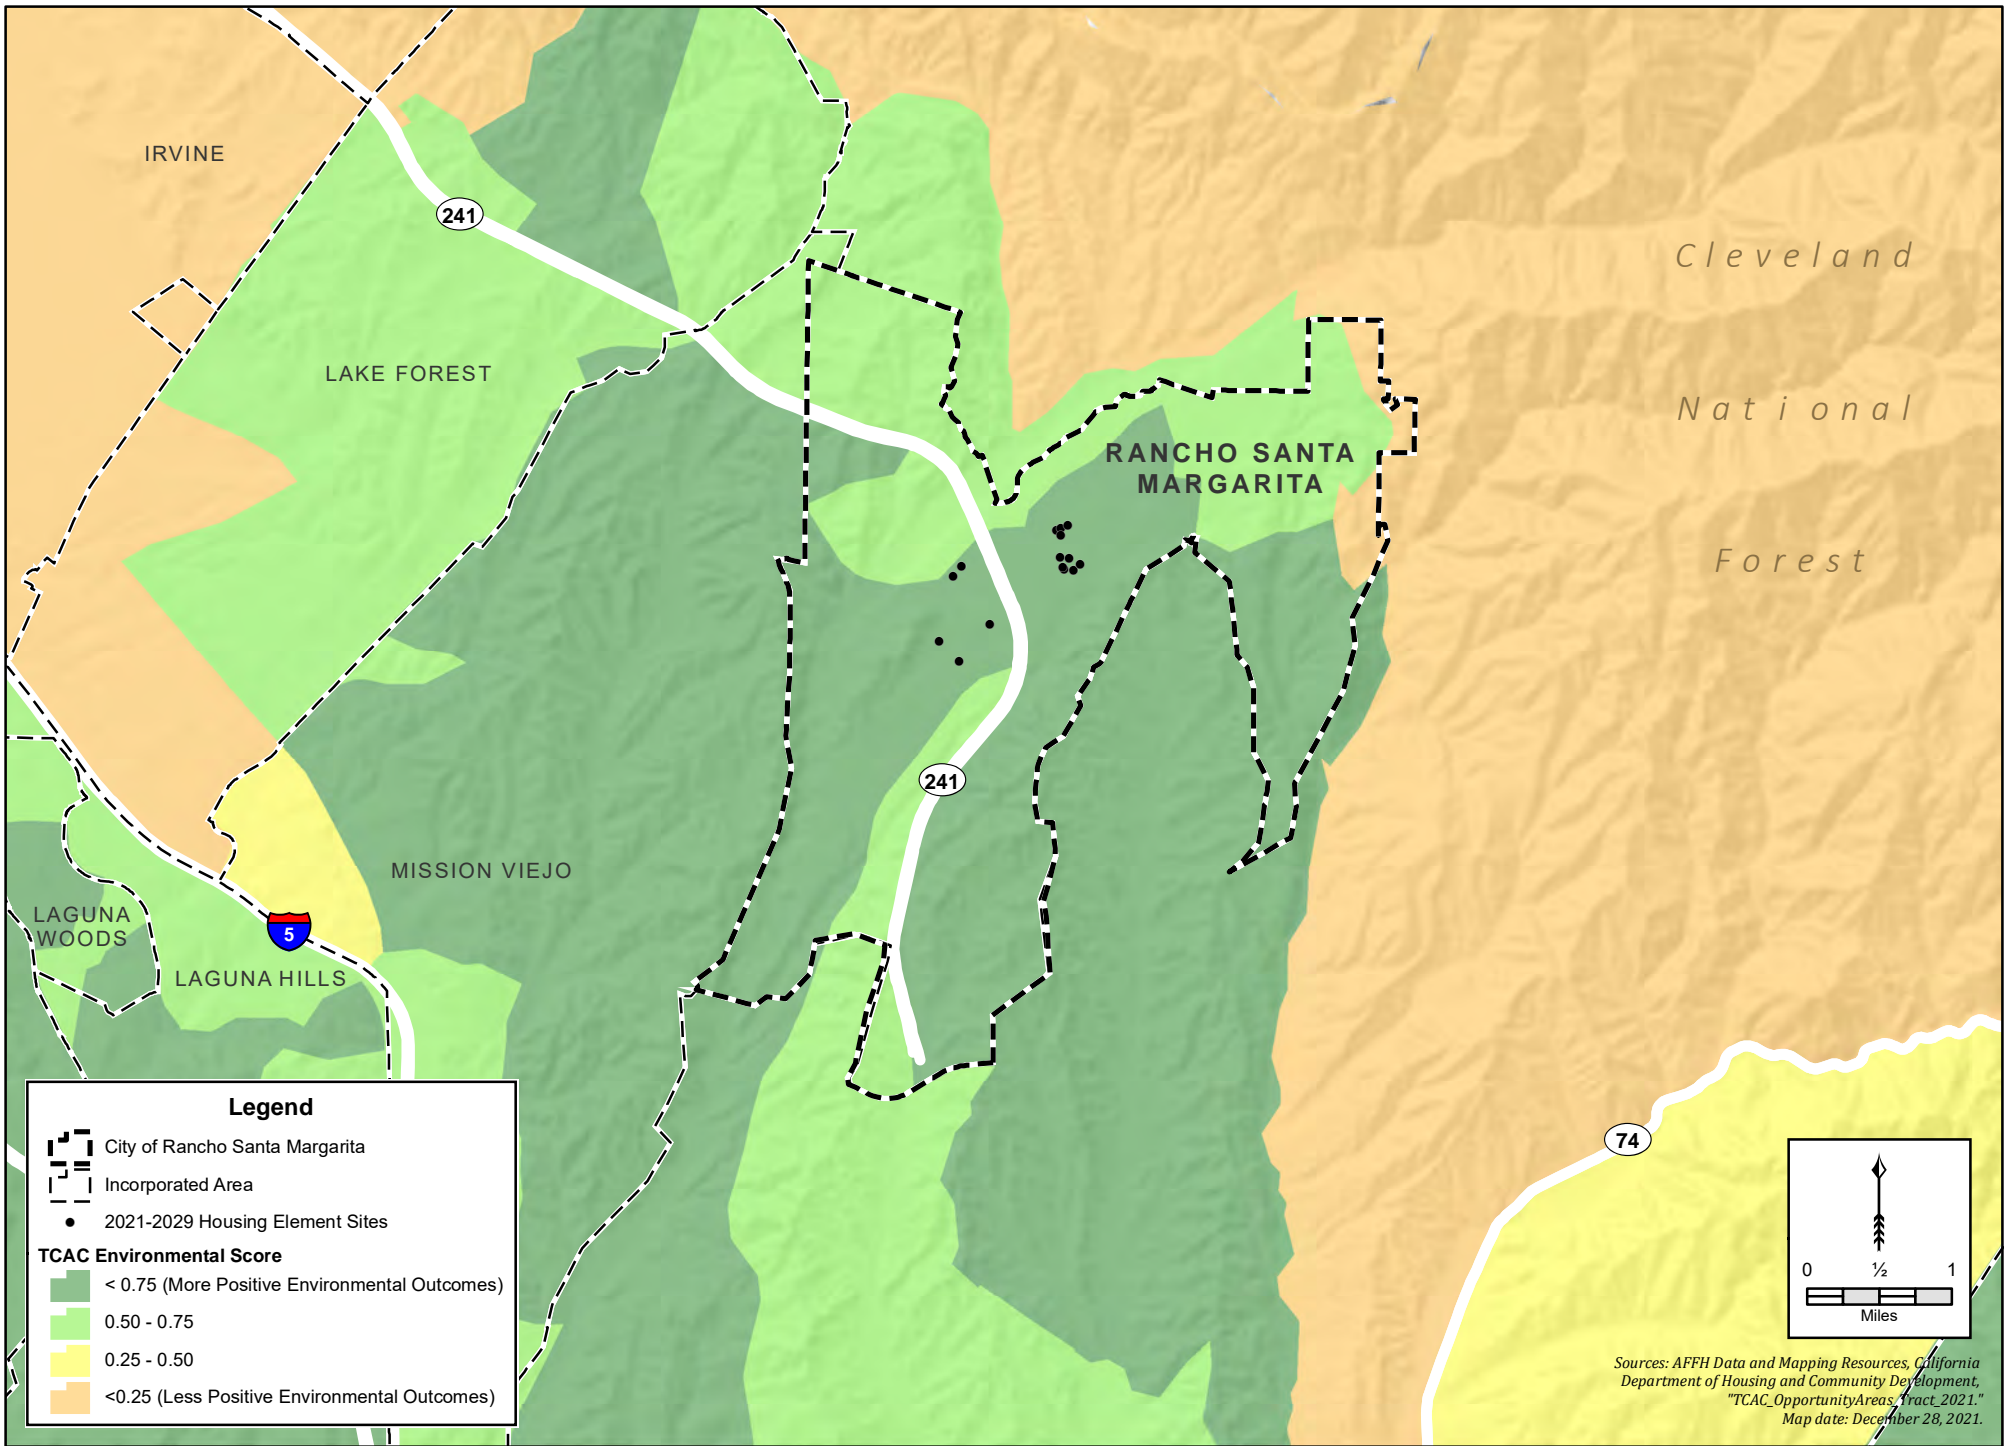 IRVINE
241
Cleveland
LAKE FOREST
National
RANCHO SANTA
MARGARITA
Forest
241
MISSION VIEJO
LAGUNA
WOODS
5
LAGUNA HILLS
74
Legend
City of Rancho Santa Margarita
Incorporated Area
2021-2029 Housing Element Sites
TCAC Environmental Score
< 0.75 (More Positive Environmental Outcomes)
0.50 - 0.75
0.25 - 0.50
<0.25 (Less Positive Environmental Outcomes)
0 ½ 1
Miles
Sources: AFFH Data and Mapping Resources, California
Department of Housing and Community Development,
"TCAC_OpportunityAreas_Tract_2021."
Map date: December 28, 2021.